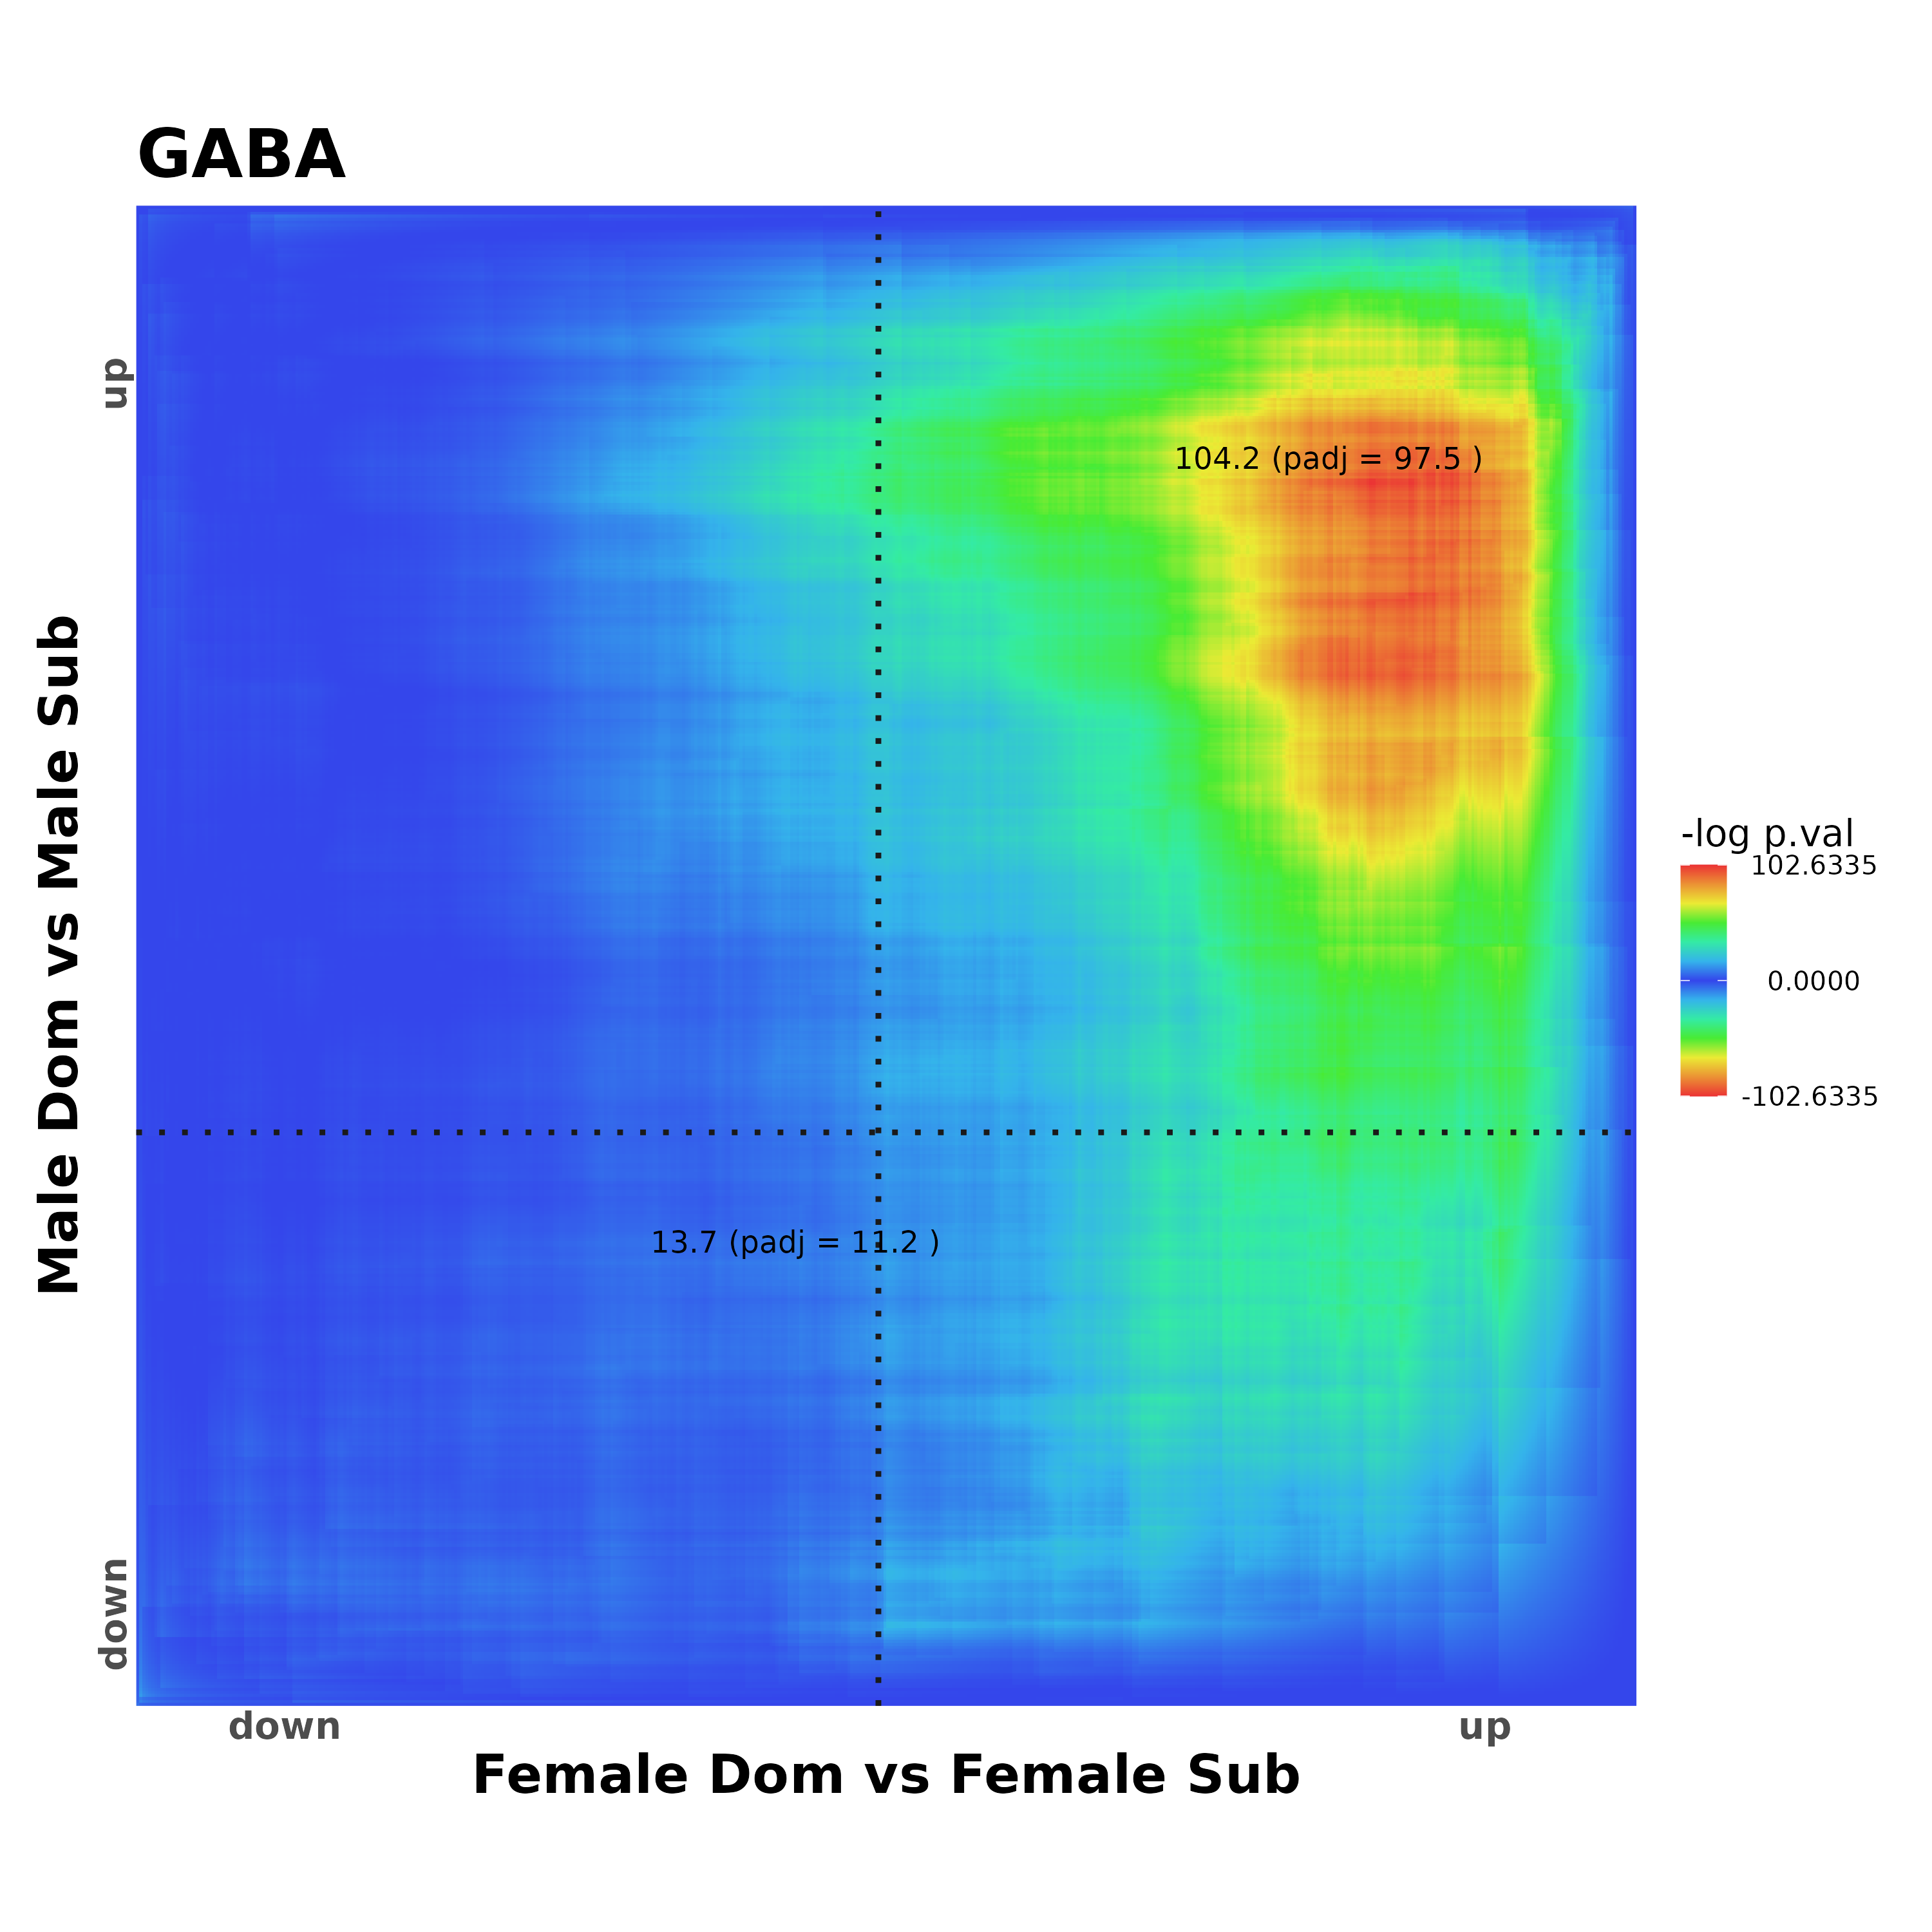 GABA
up
Male Dom vs Male Sub
down
104.2 (padj = 97.5 )
13.7 (padj = 11.2 )
down
up
Female Dom vs Female Sub
-log p.val
102.6335
0.0000
-102.6335